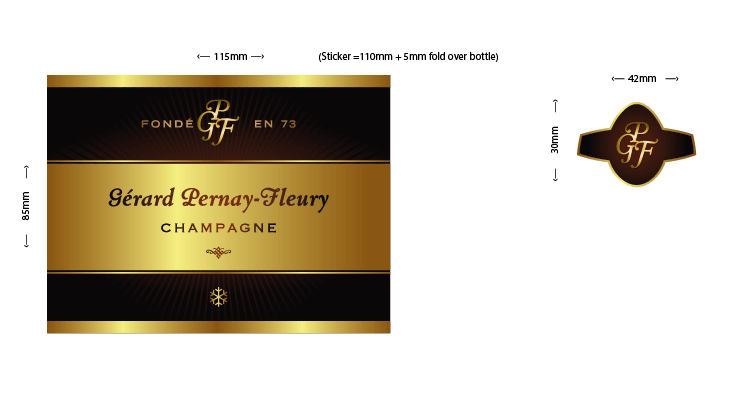 115mm
(Sticker =110mm + 5mm fold over bottle)
42mm
30mm
85mm
FONDÉ GPF EN 73
Gérard Pernay-Fleury
CHAMPAGNE
GPF